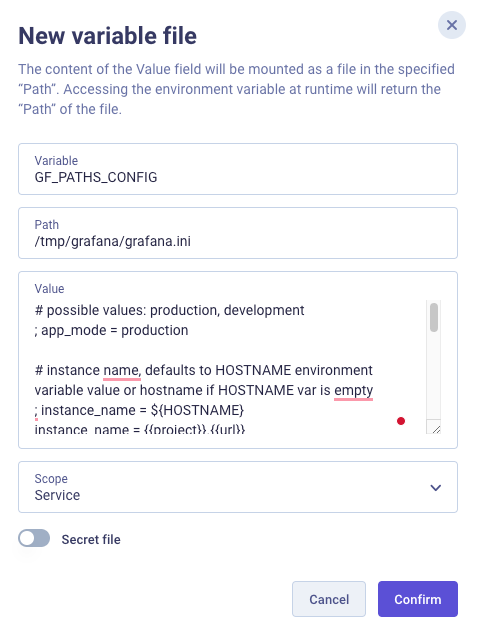 New variable file
The content of the Value field will be mounted as a file in the specified
“Path”. Accessing the environment variable at runtime will return the
“Path” of the file.
Variable
GF_PATHS_CONFIG
Path
/tmp/grafana/grafana.ini
Value
# possible values: production, development
; app_mode = production
# instance name, defaults to HOSTNAME environment
variable value or hostname if HOSTNAME var is empty
; instance_name = ${HOSTNAME}
instance_name = {{project}}.{{url}}
Scope
Service
Secret file
Cancel
Confirm